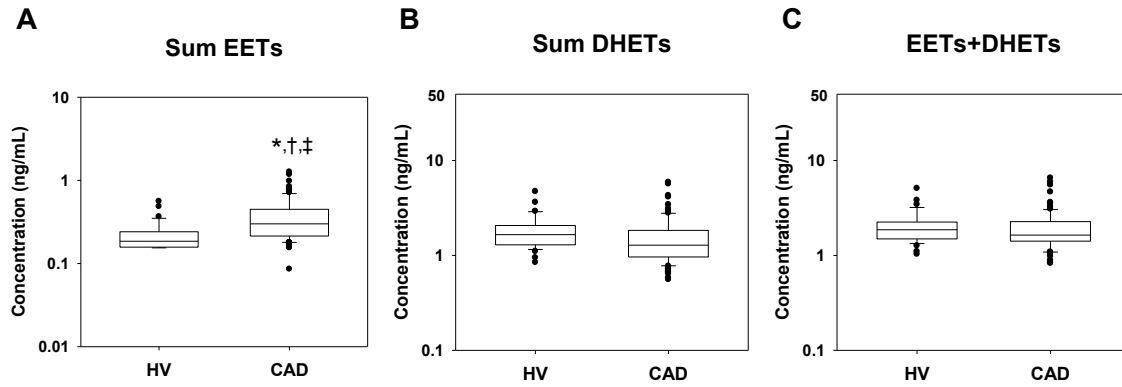 A
Sum EETs
Concentration (ng/mL)
10
1
0.1
0.01
*,†,‡
HV
CAD
B
Sum DHETs
Concentration (ng/mL)
50
10
1
0.1
HV
CAD
C
EETs+DHETs
Concentration (ng/mL)
50
10
1
0.1
HV
CAD